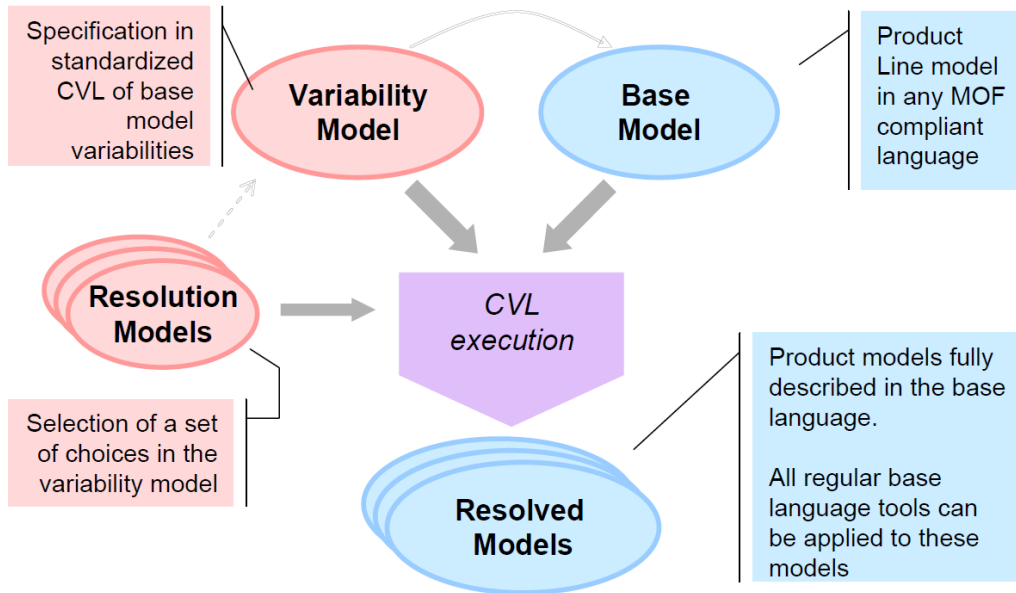 Specification in
standardized
CVL of base
model
variabilities
Variability
Model
Base
Model
Product
Line model
in any MOF
compliant
language
Resolution
Models
CVL
execution
Selection of a set
of choices in the
variability model
Resolved
Models
Product models fully
described in the base
language.
All regular base
language tools can
be applied to these
models